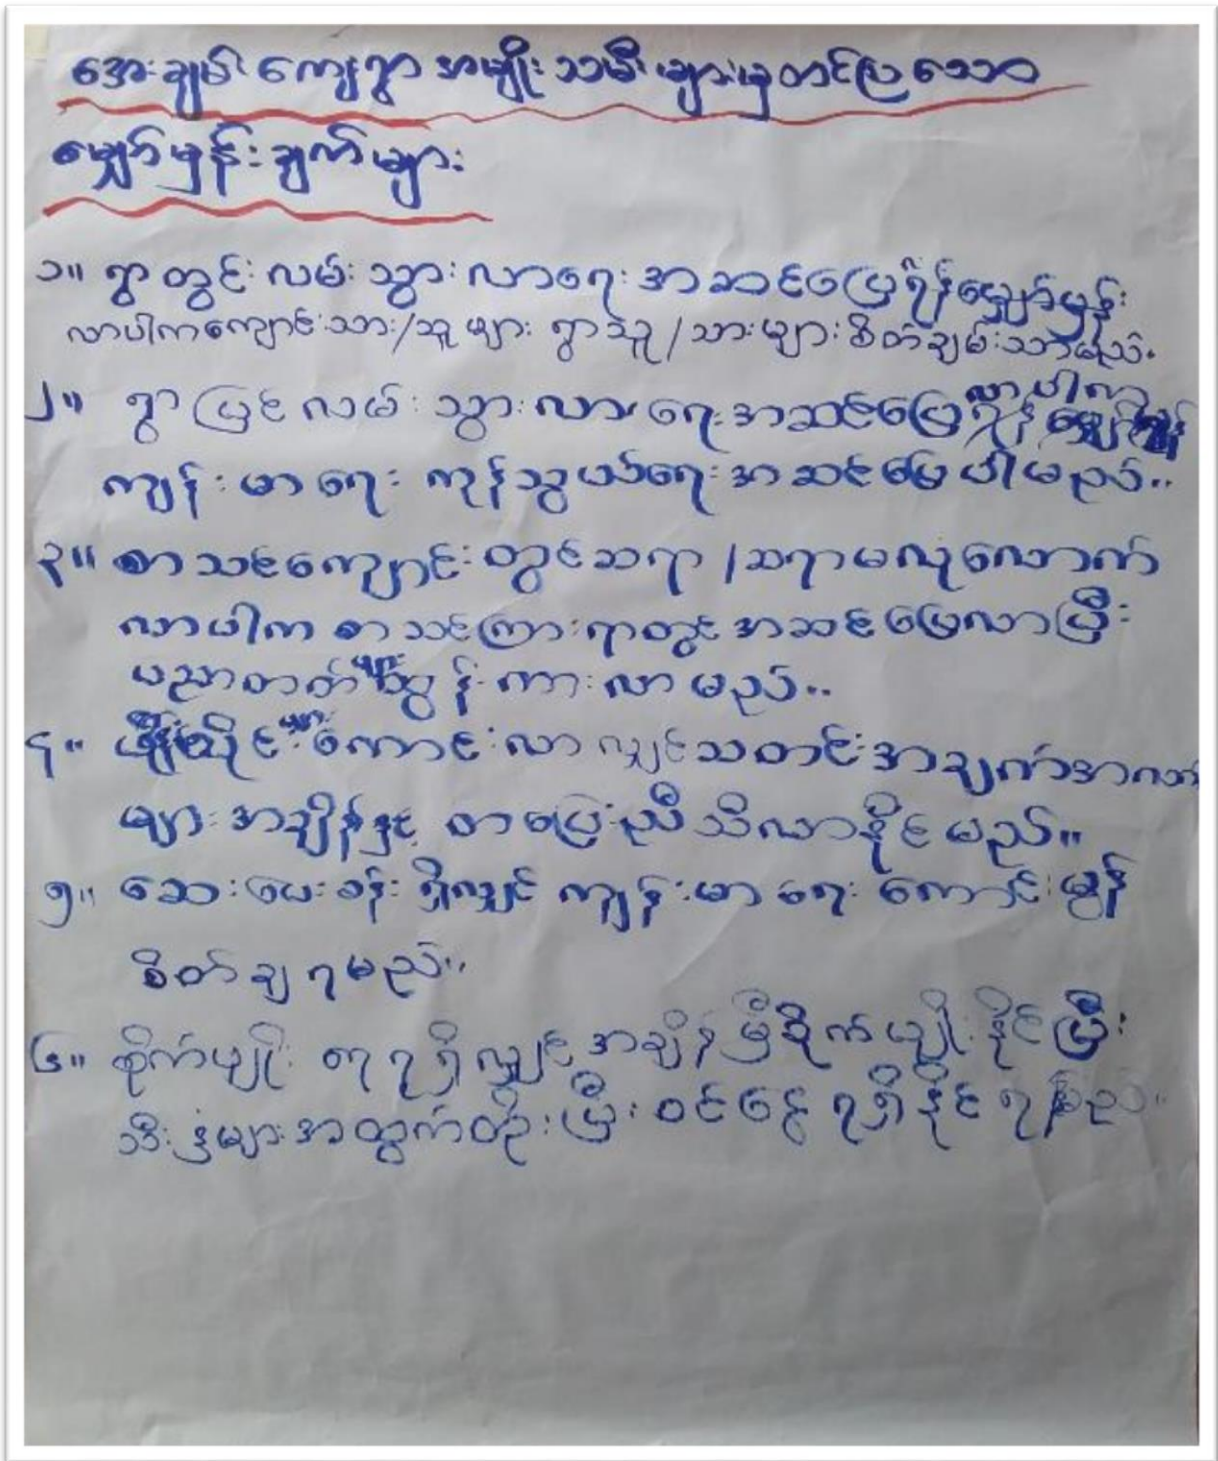 အေးချမ်း ကျေးရွာ အမျိုးသမီးများမှ တင်ပြသော
မျှော်မှန်းချက်များ
၁။ ရွာတွင်းလမ်းသွားလာရေး အဆင်ပြေရန်မျှော်မှန်း
လာပါက ကျောင်းသား/သူများ ရွာသူ/သားများ စိတ်ချမ်းသာမည်။
၂။ ရွာပြင်လမ်းသွားလာရေး အဆင်ပြေ လာပါက
ကျန်းမာရေး ကုန်သွယ်ရေး အဆင်ပြေပါမည်။
၃။ စာသင်ကျောင်းတွင် ဆရာ/ဆရာမလုံလောက်
လာပါက စာသင်ကြားရာတွင် အဆင်ပြေလာပြီး
ပညာတတ်များ ထွန်းကားလာမည်။
၄။ ဖုန်းလိုင်းများ ကောင်းလာလျှင် သတင်းအချက်အလက်
များ အချိန်နှင့် တပြေးညီ သိလာနိုင်မည်။
၅။ ဆေးပေးခန်းရှိလျှင် ကျန်းမာရေး ကောင်းမွန်
စိတ်ချရမည်။
၆။ စိုက်ပျိုး ရေရရှိလျှင် အချိန်မှီစိုက်ပျိုးနိုင်ပြီး
သီးနှံများအထွက်တိုးပြီး ဝင်ငွေရရှိနိုင်